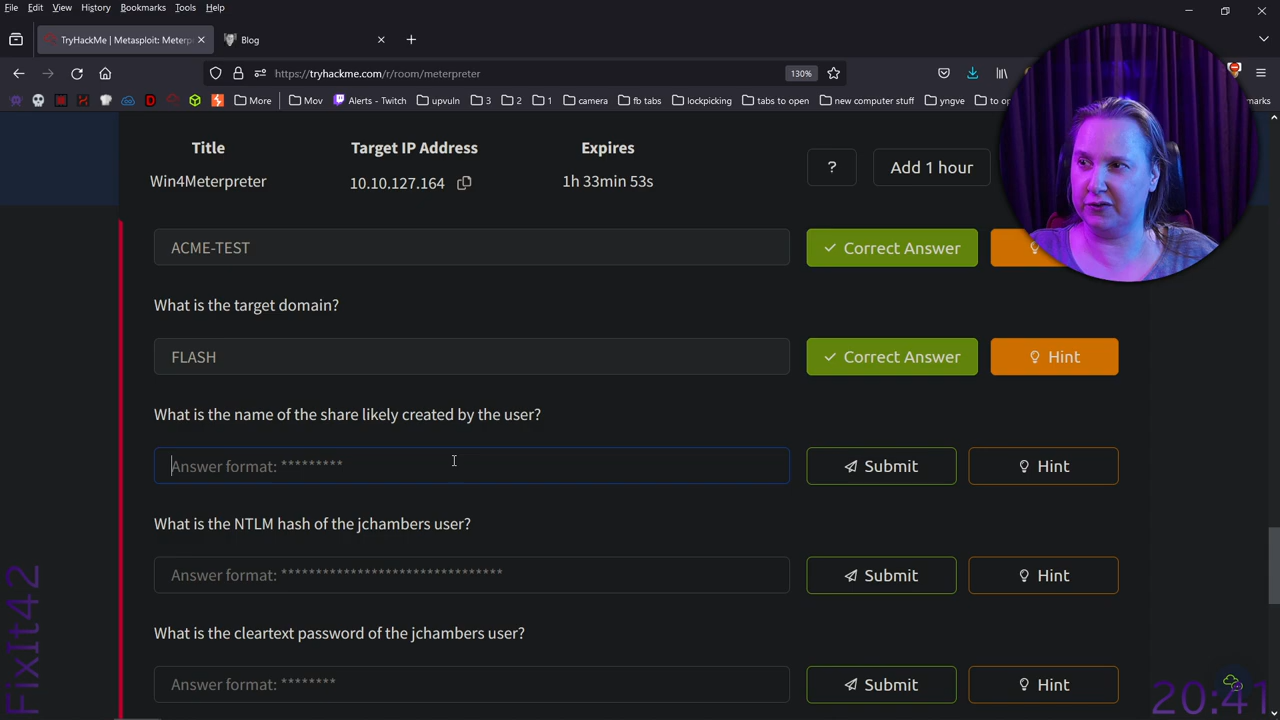 File Edit View History Bookmarks Tools Help
TryHackMe | Metasploit: Meterpr
Blog
https://tryhackme.com/r/room/meterpreter
130%
More Mov Alerts - Twitch upvuln 3 2 1 camera fb tabs lockpicking tabs to open new computer stuff yngve to o marks
Title Target IP Address Expires
Win4Meterpreter 10.10.127.164 1h 33min 53s
? Add 1 hour
ACME-TEST Correct Answer
What is the target domain?
FLASH Correct Answer Hint
What is the name of the share likely created by the user?
Answer format: ********* Submit Hint
What is the NTLM hash of the jchambers user?
Answer format: ******************************** Submit Hint
What is the cleartext password of the jchambers user?
Answer format: ******** Submit Hint
FixIt42
20:41